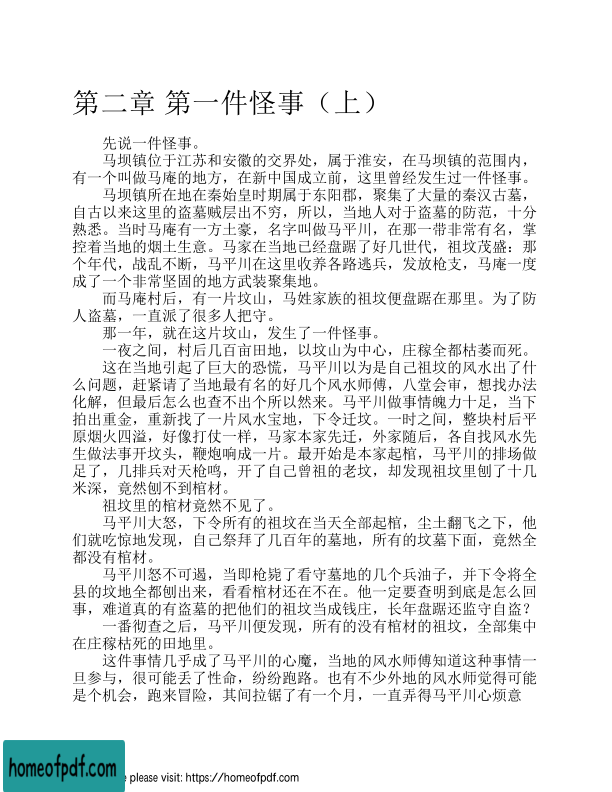 第二章 第一件怪事（上）
先说一件怪事。
马坝镇位于江苏和安徽的交界处，属于淮安，在马坝镇的范围内，
有一个叫做马庵的地方，在新中国成立前，这里曾经发生过一件怪事。
马坝镇所在地在秦始皇时期属于东阳郡，聚集了大量的秦汉古墓，
自古以来这里的盗墓贼层出不穷，所以，当地人对于盗墓的防范，十分
熟悉。当时马庵有一方土豪，名字叫做马平川，在那一带非常有名，掌
控着当地的烟土生意。马家在当地已经盘踞了好几世代，祖坟茂盛：那
个年代，战乱不断，马平川在这里收养各路逃兵，发放枪支，马庵一度
成了一个非常坚固的地方武装聚集地。
而马庵村后，有一片坟山，马姓家族的祖坟便盘踞在那里。为了防
人盗墓，一直派了很多人把守。
那一年，就在这片坟山，发生了一件怪事。
一夜之间，村后几百亩田地，以坟山为中心，庄稼全都枯萎而死。
这在当地引起了巨大的恐慌，马平川以为是自己祖坟的风水出了什
么问题，赶紧请了当地最有名的好几个风水师傅，八堂会审，想找办法
化解，但最后怎么也查不出个所以然来。马平川做事情魄力十足，当下
拍出重金，重新找了一片风水宝地，下令迁坟。一时之间，整块村后平
原烟火四溢，好像打仗一样，马家本家先迁，外家随后，各自找风水先
生做法事开坟头，鞭炮响成一片。最开始是本家起棺，马平川的排场做
足了，几排兵对天枪鸣，开了自己曾祖的老坟，却发现祖坟里刨了十几
米深，竟然刨不到棺材。
祖坟里的棺材竟然不见了。
马平川大怒，下令所有的祖坟在当天全部起棺，尘土翻飞之下，他
们就吃惊地发现，自己祭拜了几百年的墓地，所有的坟墓下面，竟然全
都没有棺材。
马平川怒不可遏，当即枪毙了看守墓地的几个兵油子，并下令将全
县的坟地全都刨出来，看看棺材还在不在。他一定要查明到底是怎么回
事，难道真的有盗墓的把他们的祖坟当成钱庄，长年盘踞还监守自盗？
一番彻查之后，马平川便发现，所有的没有棺材的祖坟，全部集中
在庄稼枯死的田地里。
这件事情几乎成了马平川的心魔，当地的风水师傅知道这种事情一
旦参与，很可能丢了性命，纷纷跑路。也有不少外地的风水师觉得可能
是个机会，跑来冒险，其间拉锯了有一个月，一直弄得马平川心烦意
homeofpdf.com
e please visit: https://homeofpdf.com